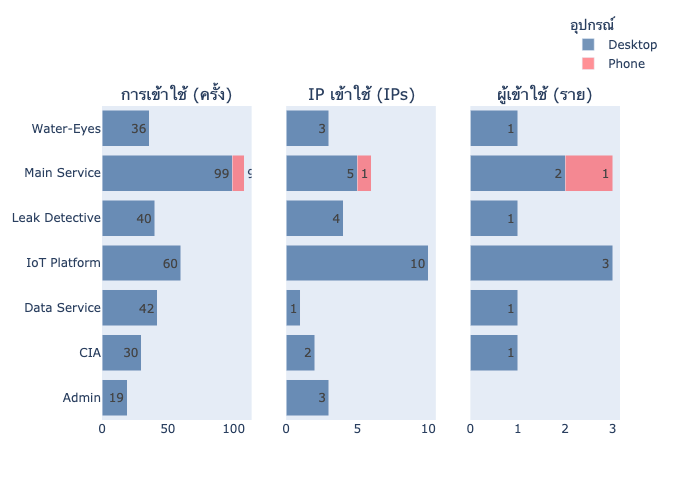 อุปกรณ์
Desktop
Phone
การเข้าใช้ (ครั้ง) IP เข้าใช้ (IPs) ผู้เข้าใช้ (ราย)
Water-Eyes 36 3 1
Main Service 99 9 5 1 2 1
Leak Detective 40 4 1
IoT Platform 60 10 3
Data Service 42 1 1
CIA 30 2 1
Admin 19 3
0 50 100 0 5 10 0 1 2 3